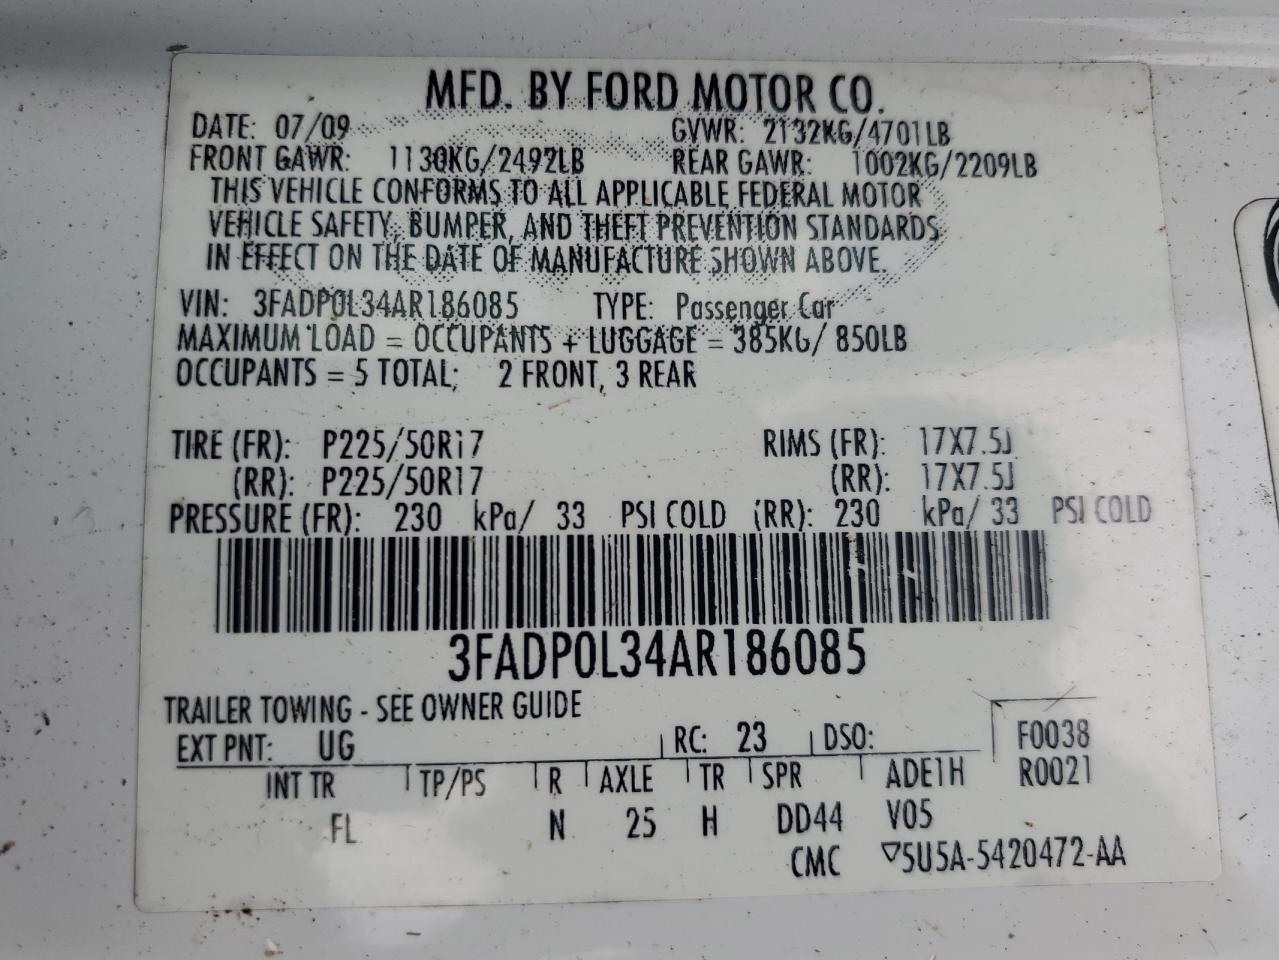 MFD. BY FORD MOTOR CO.
DATE: 07/09 GVWR: 2132KG/4701LB
FRONT GAWR: 1130KG/2492LB REAR GAWR: 1002KG/2209LB
THIS VEHICLE CONFORMS TO ALL APPLICABLE FEDERAL MOTOR
VEHICLE SAFETY, BUMPER, AND THEFT PREVENTION STANDARDS
IN EFFECT ON THE DATE OF MANUFACTURE SHOWN ABOVE.
VIN: 3FADP0L34AR186085 TYPE: Passenger Car
MAXIMUM LOAD = OCCUPANTS + LUGGAGE = 385KG/ 850LB
OCCUPANTS = 5 TOTAL; 2 FRONT, 3 REAR
TIRE (FR): P225/50R17 RIMS (FR): 17X7.5J
(RR): P225/50R17 (RR): 17X7.5J
PRESSURE (FR): 230 kPa/ 33 PSI COLD (RR): 230 kPa/ 33 PSI COLD
3FADP0L34AR186085
TRAILER TOWING - SEE OWNER GUIDE
EXT PNT: UG RC: 23 DSO: F0038
INT TR TP/PS R AXLE TR SPR ADE1H R0021
FL N 25 H DD44 V05
CMC ▽5U5A-5420472-AA